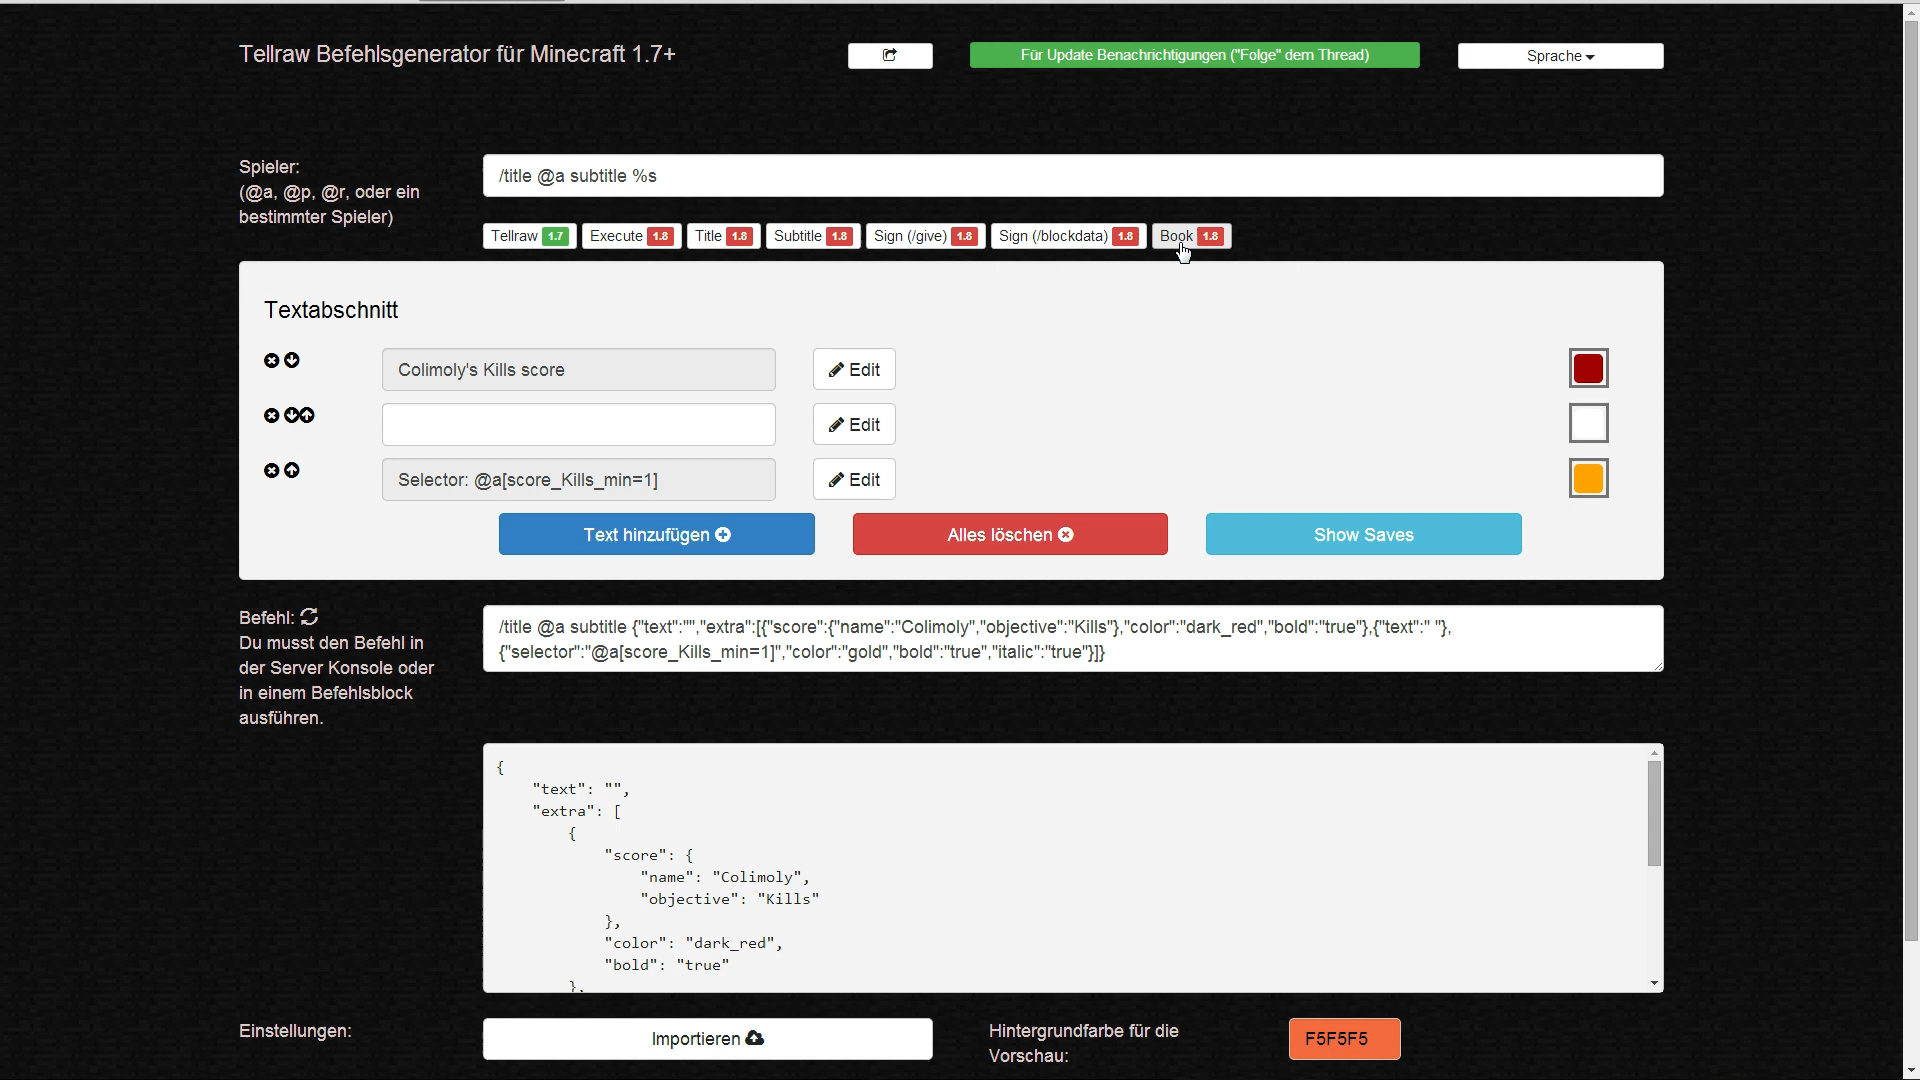 Tellraw Befehlsgenerator für Minecraft 1.7+
Für Update Benachrichtigungen ("Folge" dem Thread)
Sprache
Spieler:
(@a, @p, @r, oder ein
bestimmter Spieler)
/title @a subtitle %s
Tellraw 1.7
Execute 1.8
Title 1.8
Subtitle 1.8
Sign (/give) 1.8
Sign (/blockdata) 1.8
Book 1.8
Textabschnitt
Colimoly's Kills score
Edit
Edit
Selector: @a[score_Kills_min=1]
Edit
Text hinzufügen
Alles löschen
Show Saves
Befehl:
Du musst den Befehl in
der Server Konsole oder
in einem Befehlsblock
ausführen.
/title @a subtitle {"text":"","extra":[{"score":{"name":"Colimoly","objective":"Kills"},"color":"dark_red","bold":"true"},{"text":" "},
{"selector":"@a[score_Kills_min=1]","color":"gold","bold":"true","italic":"true"}]}
{
"text": "",
"extra": [
{
"score": {
"name": "Colimoly",
"objective": "Kills"
},
"color": "dark_red",
"bold": "true"
},
Einstellungen:
Importieren
Hintergrundfarbe für die
Vorschau:
F5F5F5